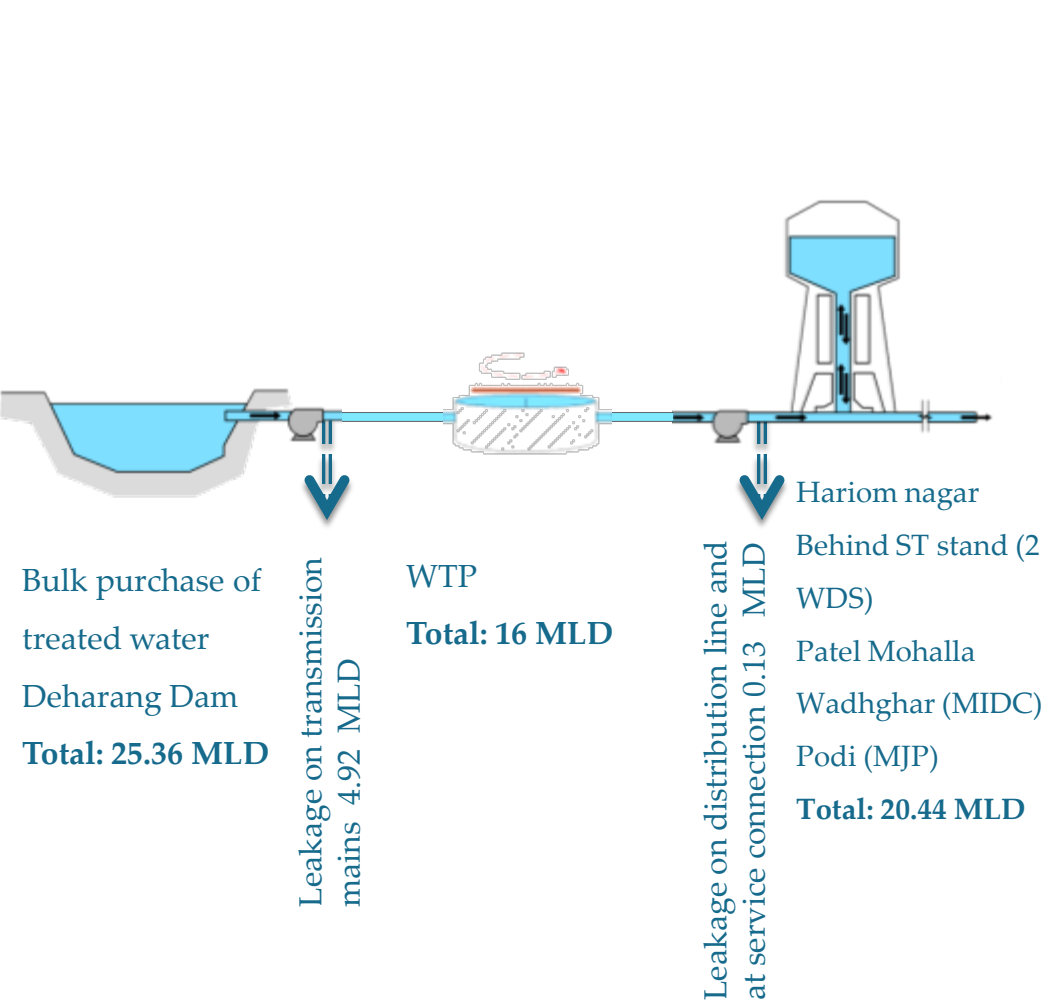 Bulk purchase of
treated water
Deharang Dam
Total: 25.36 MLD
Leakage on transmission
mains 4.92 MLD
WTP
Total: 16 MLD
Leakage on distribution line and
at service connection 0.13 MLD
Hariom nagar
Behind ST stand (2
WDS)
Patel Mohalla
Wadhghar (MIDC)
Podi (MJP)
Total: 20.44 MLD